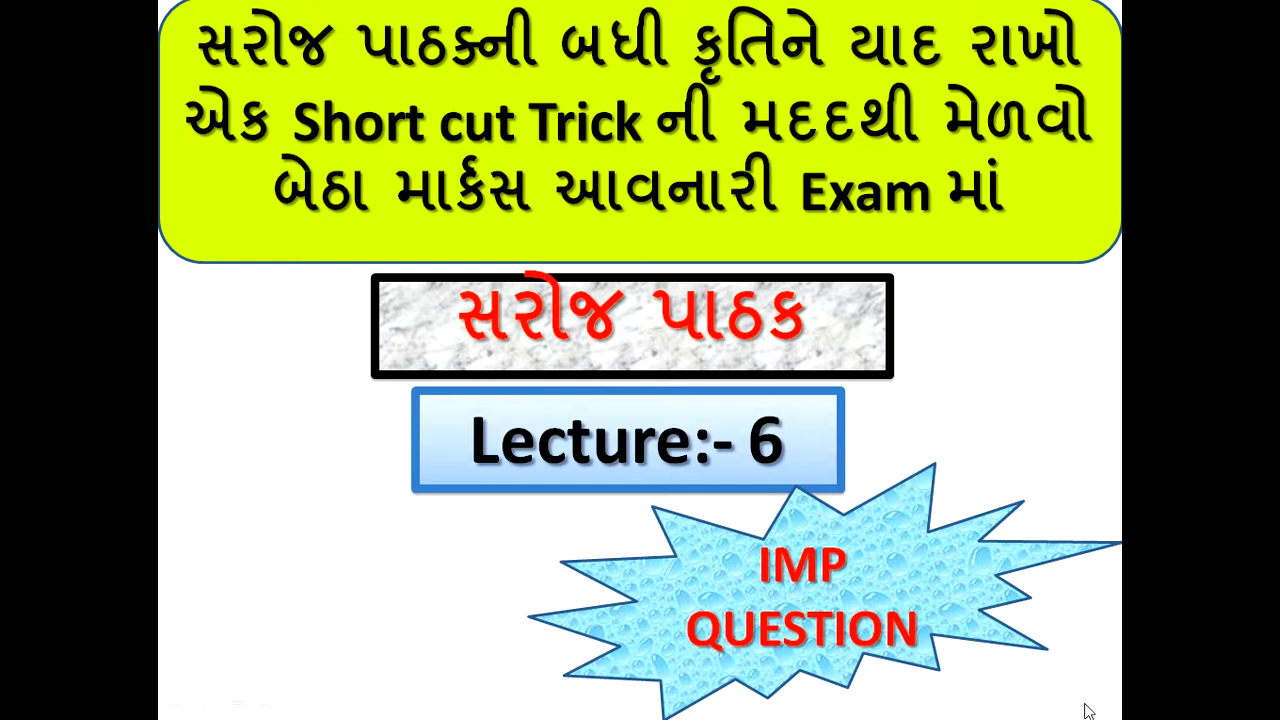 સરોજ પાઠકની બધી કૃતિને યાદ રાખો
એક Short cut Trick ની મદદથી મેળવો
બેઠા માર્કસ આવનારી Exam માં
સરોજ પાઠક
Lecture:- 6
IMP
QUESTION